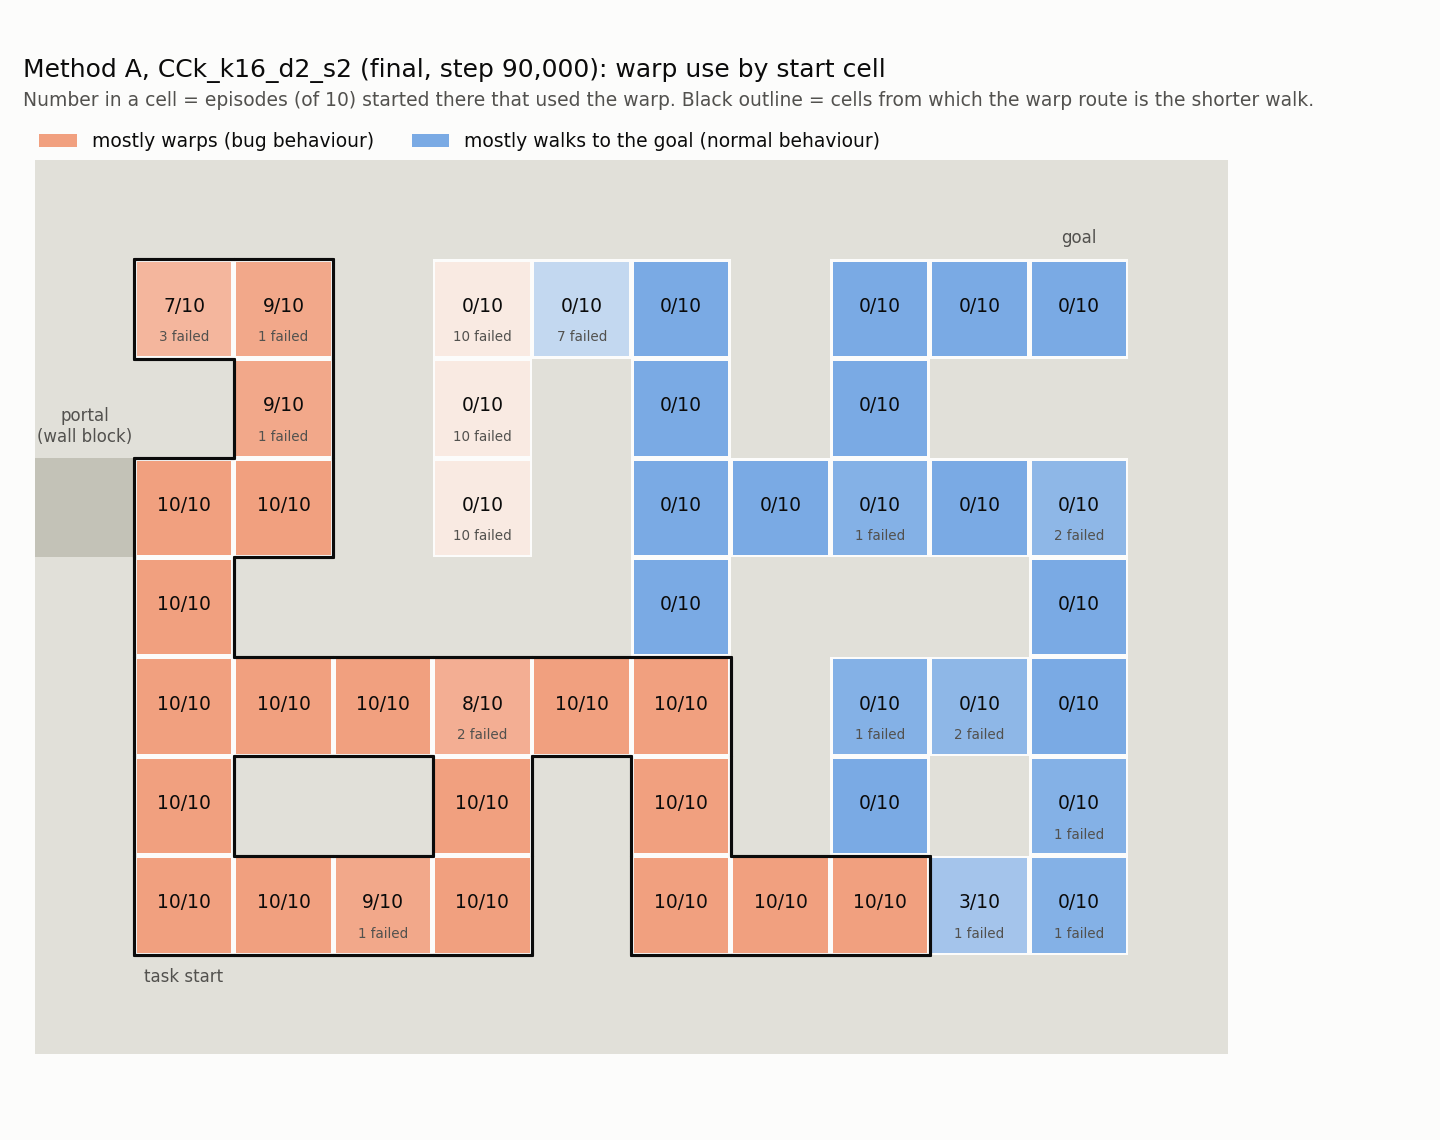 Method A, CCk_k16_d2_s2 (final, step 90,000): warp use by start cell
Number in a cell = episodes (of 10) started there that used the warp. Black outline = cells from which the warp route is the shorter walk.
mostly warps (bug behaviour) mostly walks to the goal (normal behaviour)
goal
7/10 9/10 0/10 0/10 0/10 0/10 0/10 0/10
3 failed 1 failed 10 failed 7 failed
9/10 0/10 0/10 0/10
1 failed 10 failed
portal
(wall block)
10/10 10/10 0/10 0/10 0/10 0/10 0/10 0/10
10 failed 1 failed 2 failed
10/10 0/10 0/10
10/10 10/10 10/10 8/10 10/10 10/10 0/10 0/10 0/10
2 failed 1 failed 2 failed
10/10 10/10 10/10 0/10 0/10
1 failed
10/10 10/10 9/10 10/10 10/10 10/10 10/10 3/10 0/10
1 failed 1 failed 1 failed
task start